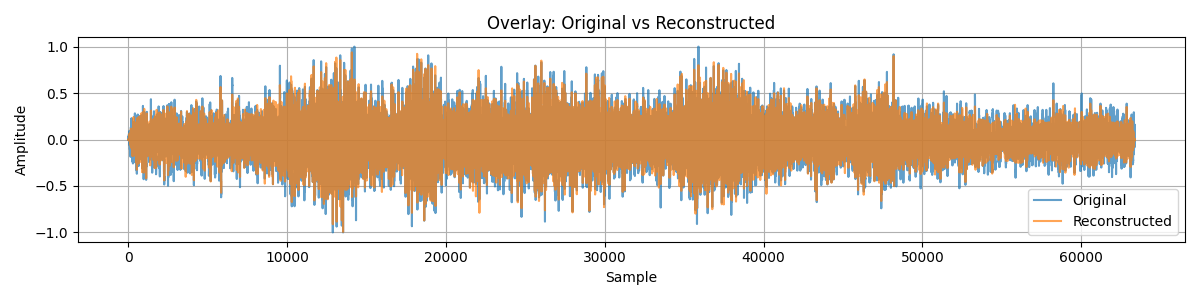 Overlay: Original vs Reconstructed
Amplitude
1.0
0.5
0.0
−0.5
−1.0
Original
Reconstructed
0 10000 20000 30000 40000 50000 60000
Sample